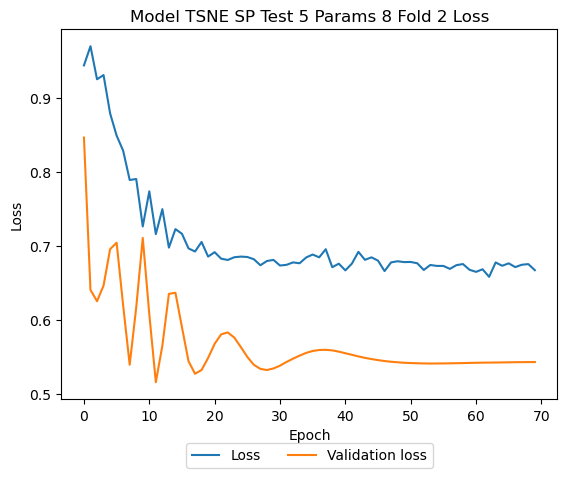 Model TSNE SP Test 5 Params 8 Fold 2 Loss
0.9
0.8
0.7
0.6
0.5
Loss
0 10 20 30 40 50 60 70
Epoch
Loss Validation loss